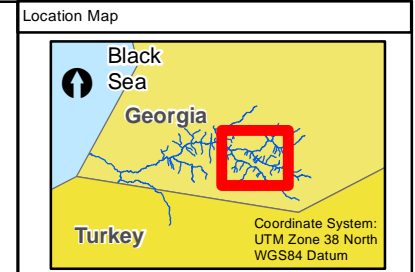 Location Map
Black
Sea
Georgia
Turkey
Coordinate System:
UTM Zone 38 North
WGS84 Datum